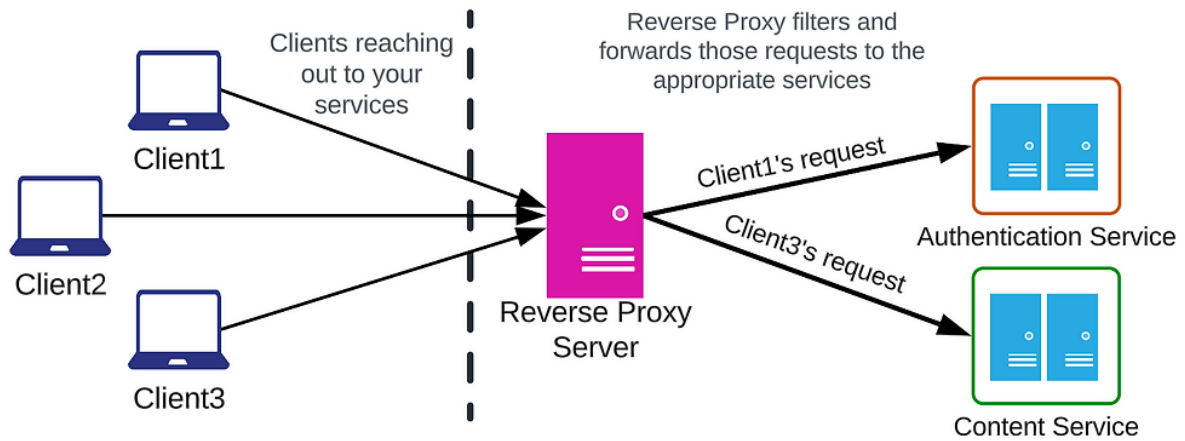 Clients reaching
out to your
services
Reverse Proxy filters and
forwards those requests to the
appropriate services
Client1
Client2
Client3
Reverse Proxy
Server
Client1's request
Client3's request
Authentication Service
Content Service